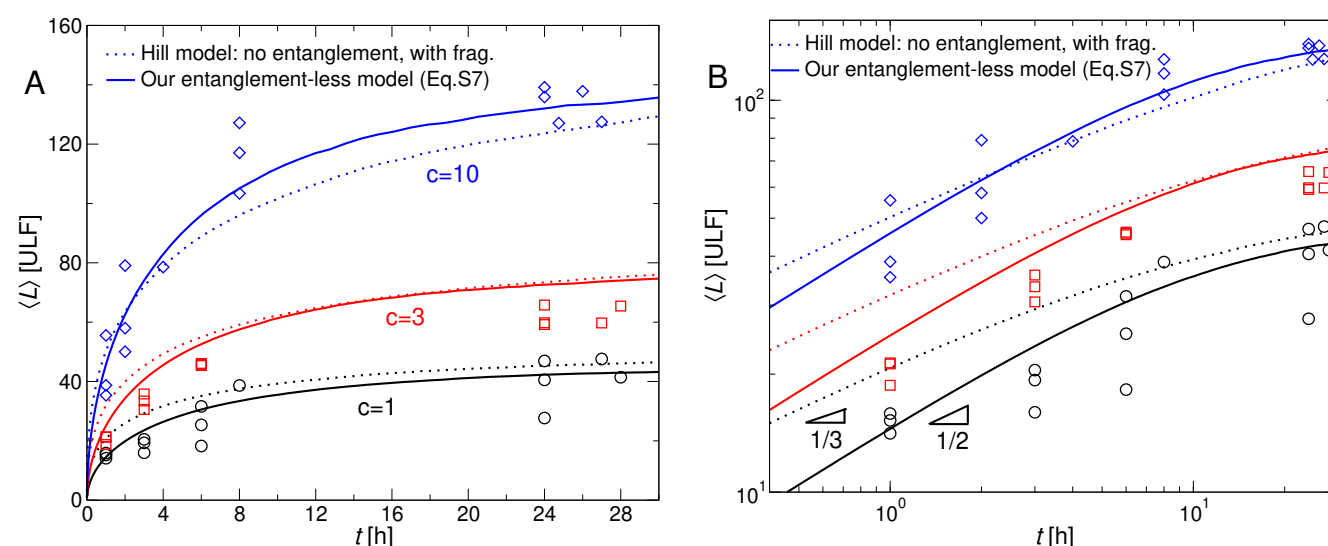 A
Hill model: no entanglement, with frag.
Our entanglement-less model (Eq.S7)
160
120
80
40
0
⟨L⟩ [ULF]
c=10
c=3
c=1
0 4 8 12 16 20 24 28
t [h]
B
Hill model: no entanglement, with frag.
Our entanglement-less model (Eq.S7)
10²
10¹
⟨L⟩ [ULF]
1/3
1/2
10⁰ 10¹
t [h]